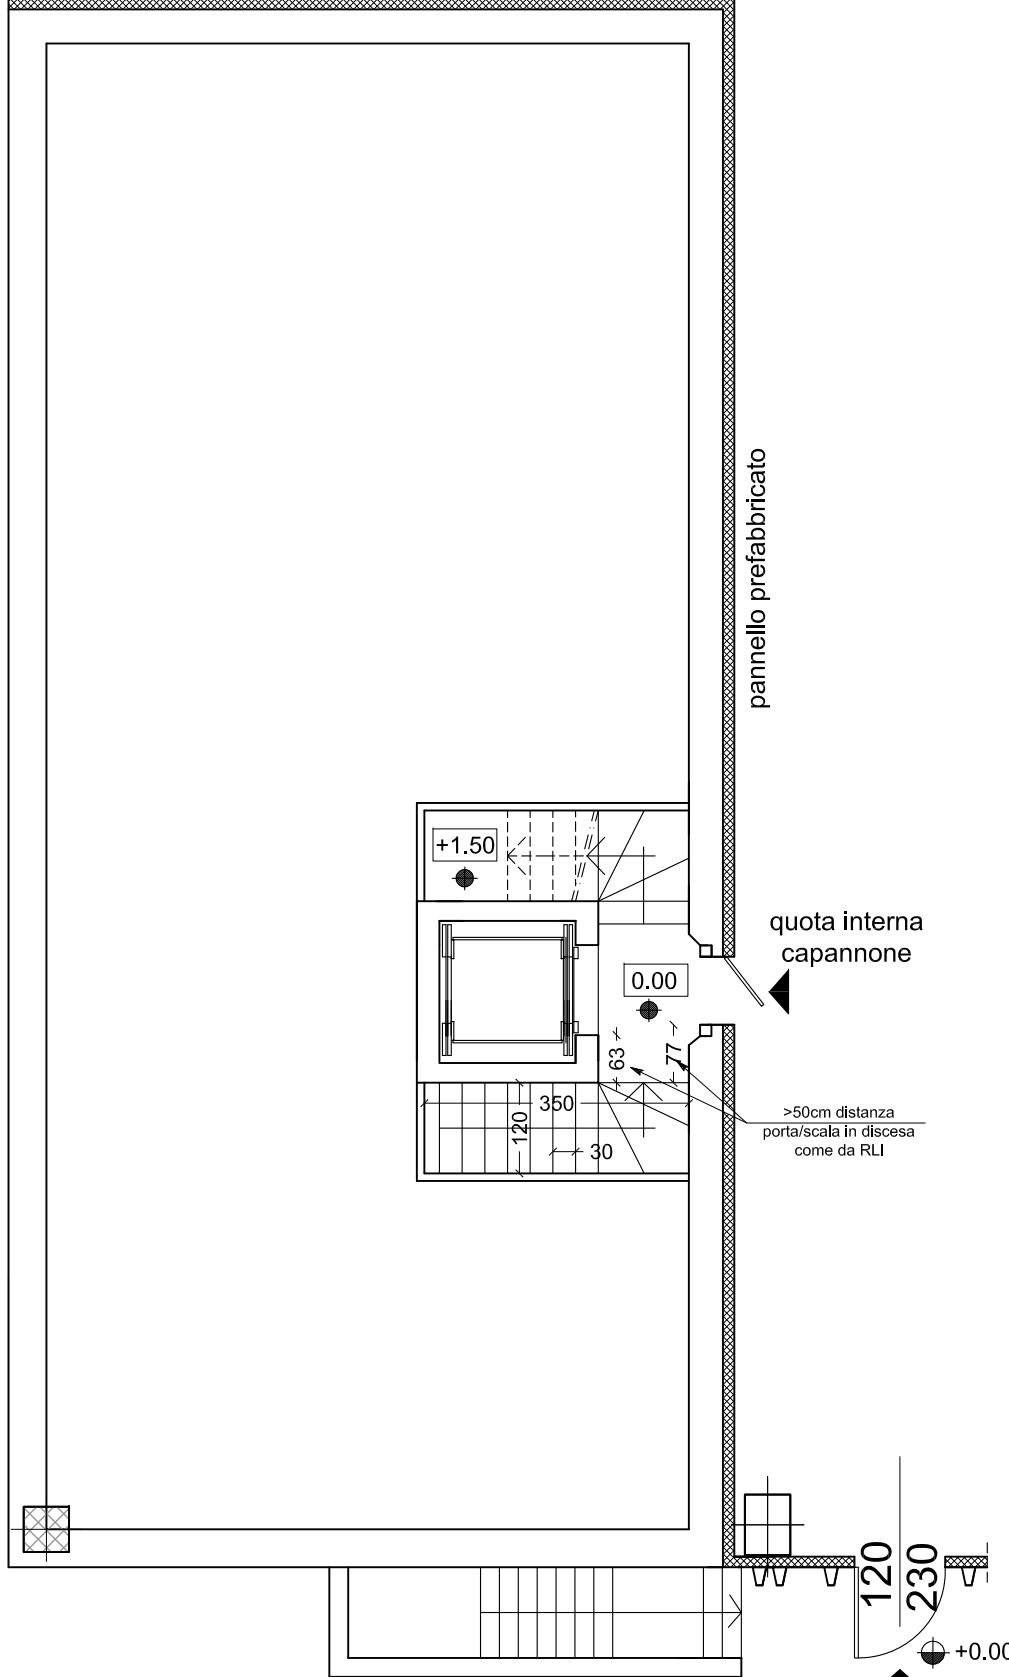 pannello prefabbricato
+1.50
quota interna
capannone
0.00
63
77
350
120
30
>50cm distanza
porta/scala in discesa
come da RLI
120
230
+0.00